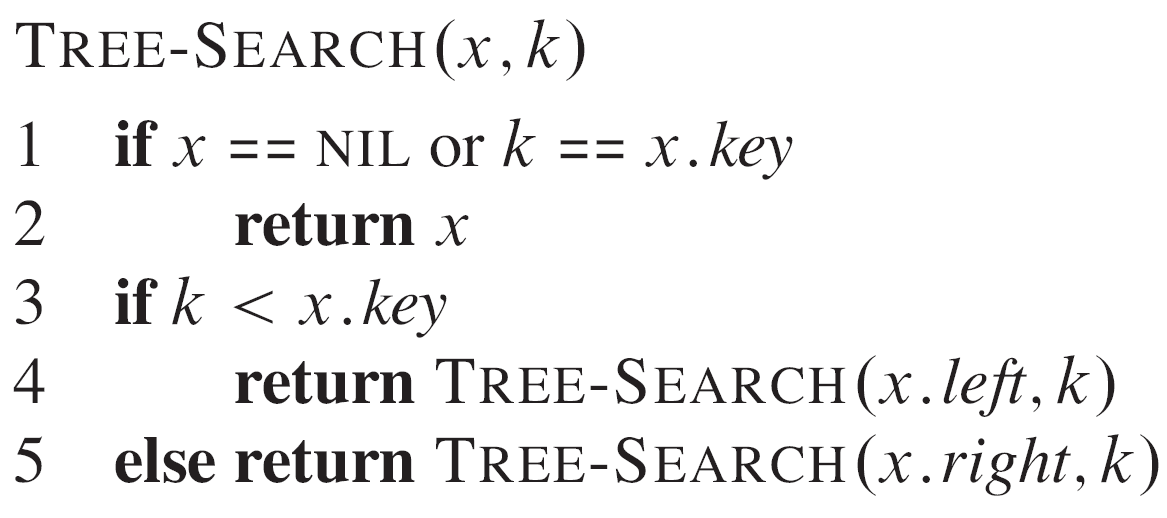 TREE-SEARCH(x, k)
1 if x == NIL or k == x.key
2 return x
3 if k < x.key
4 return TREE-SEARCH(x.left, k)
5 else return TREE-SEARCH(x.right, k)